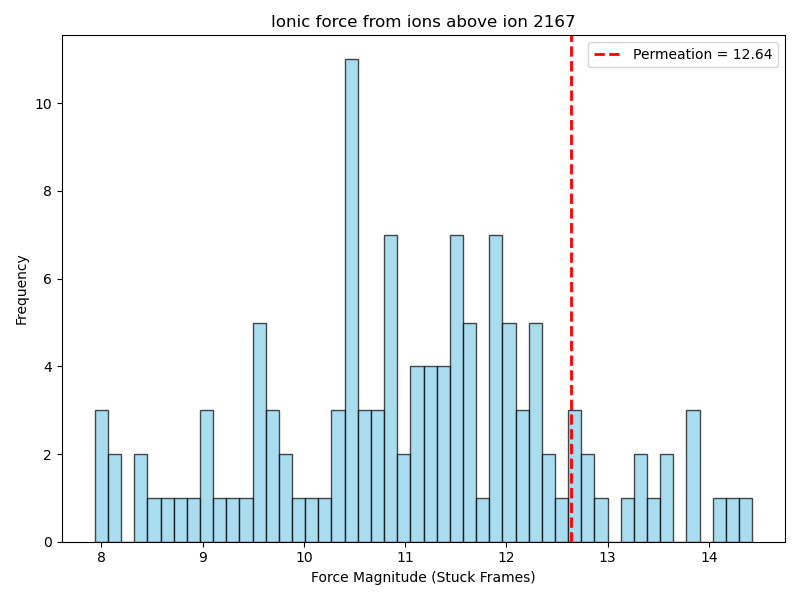 Ionic force from ions above ion 2167
Permeation = 12.64
Frequency
10
8
6
4
2
0
8 9 10 11 12 13 14
Force Magnitude (Stuck Frames)